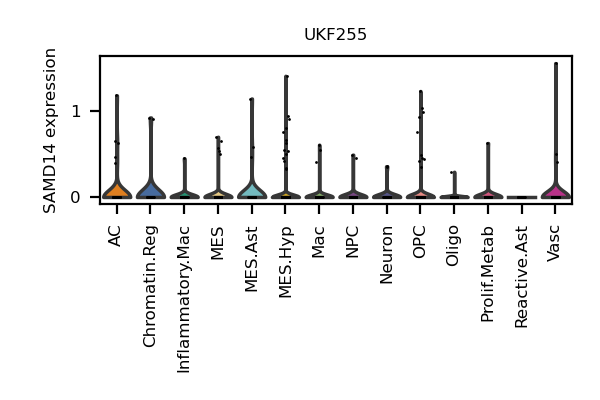 UKF255
SAMD14 expression
1
0
AC
Chromatin.Reg
Inflammatory.Mac
MES
MES.Ast
MES.Hyp
Mac
NPC
Neuron
OPC
Oligo
Prolif.Metab
Reactive.Ast
Vasc